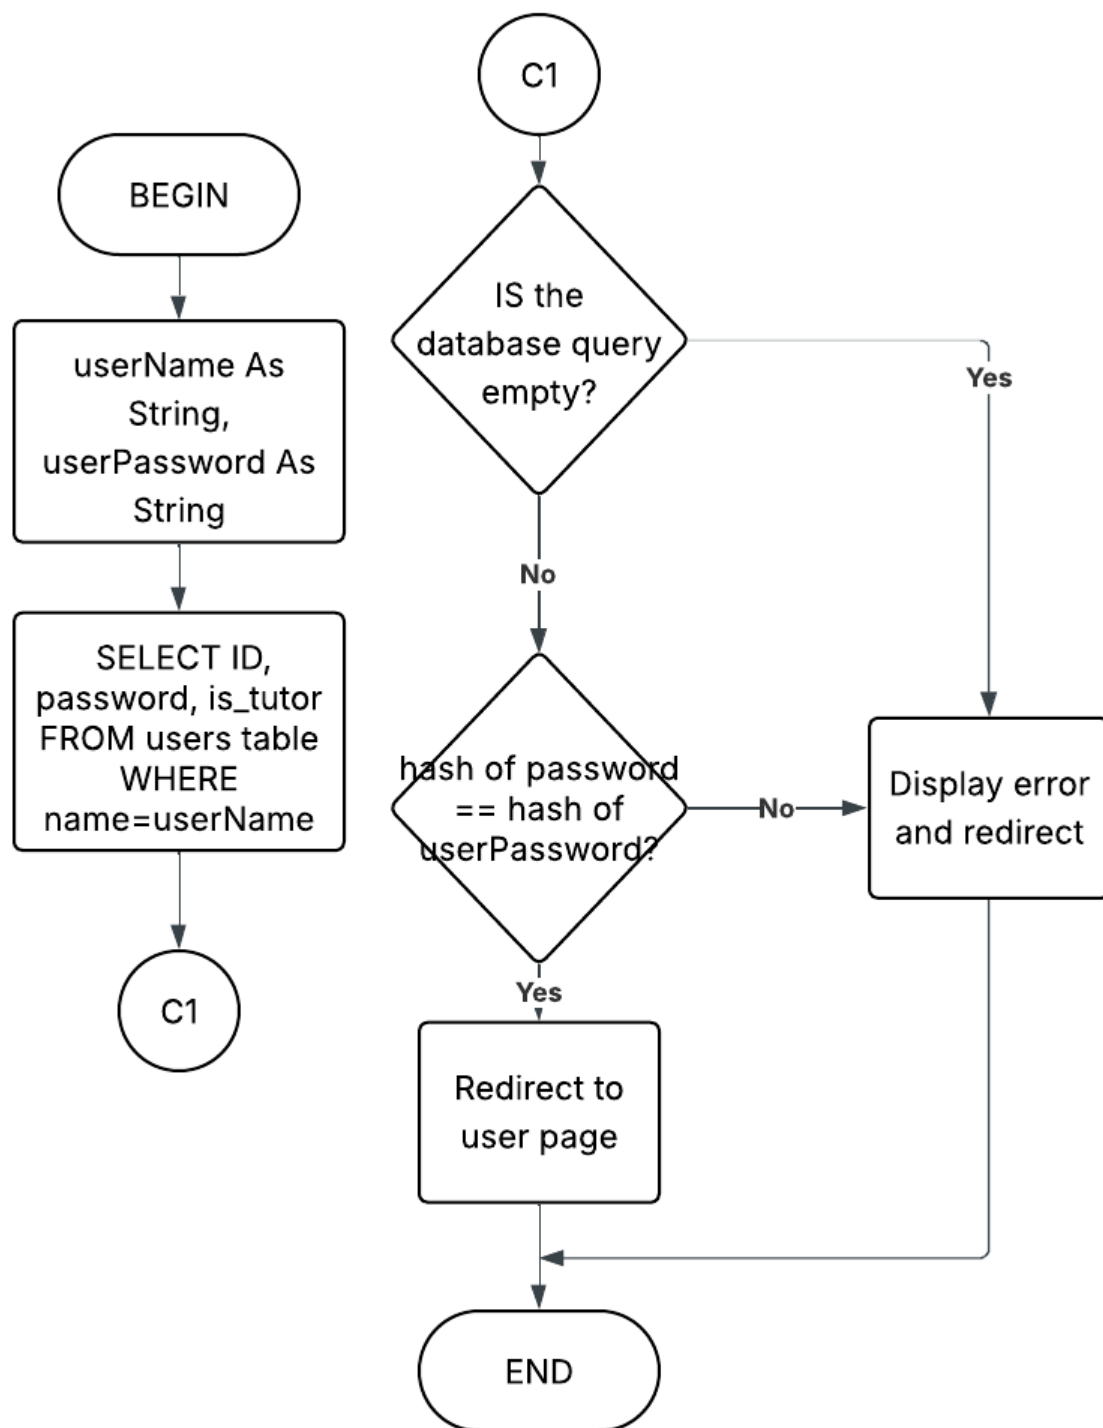 BEGIN
userName As
String,
userPassword As
String
SELECT ID,
password, is_tutor
FROM users table
WHERE
name=userName
C1
C1
IS the
database query
empty?
Yes
No
hash of password
== hash of
userPassword?
No
Display error
and redirect
Yes
Redirect to
user page
END